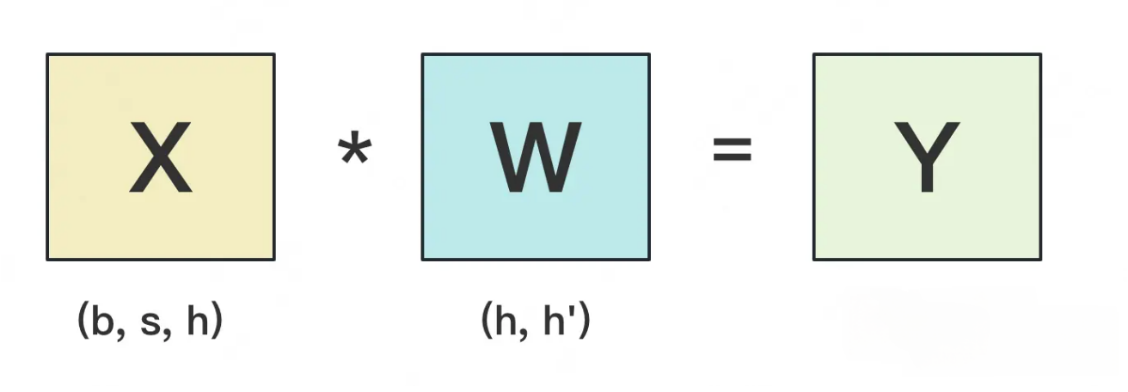 X * W = Y
(b, s, h) (h, h')